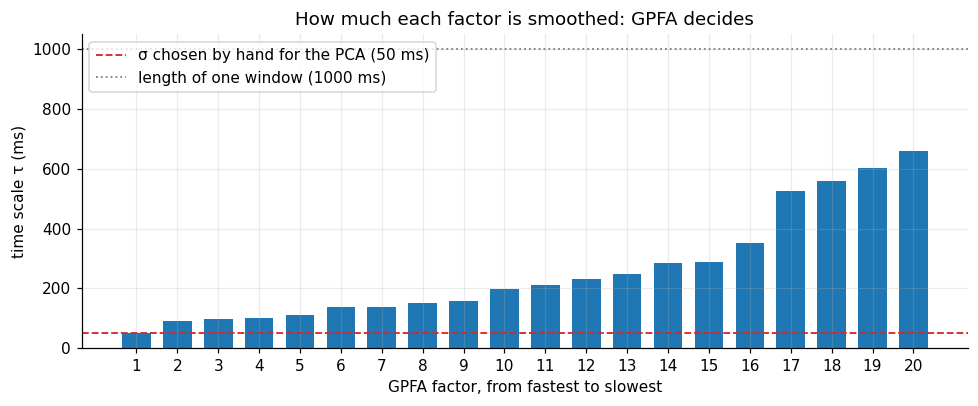 How much each factor is smoothed: GPFA decides
σ chosen by hand for the PCA (50 ms)
length of one window (1000 ms)
time scale τ (ms)
1000
800
600
400
200
0
1 2 3 4 5 6 7 8 9 10 11 12 13 14 15 16 17 18 19 20
GPFA factor, from fastest to slowest